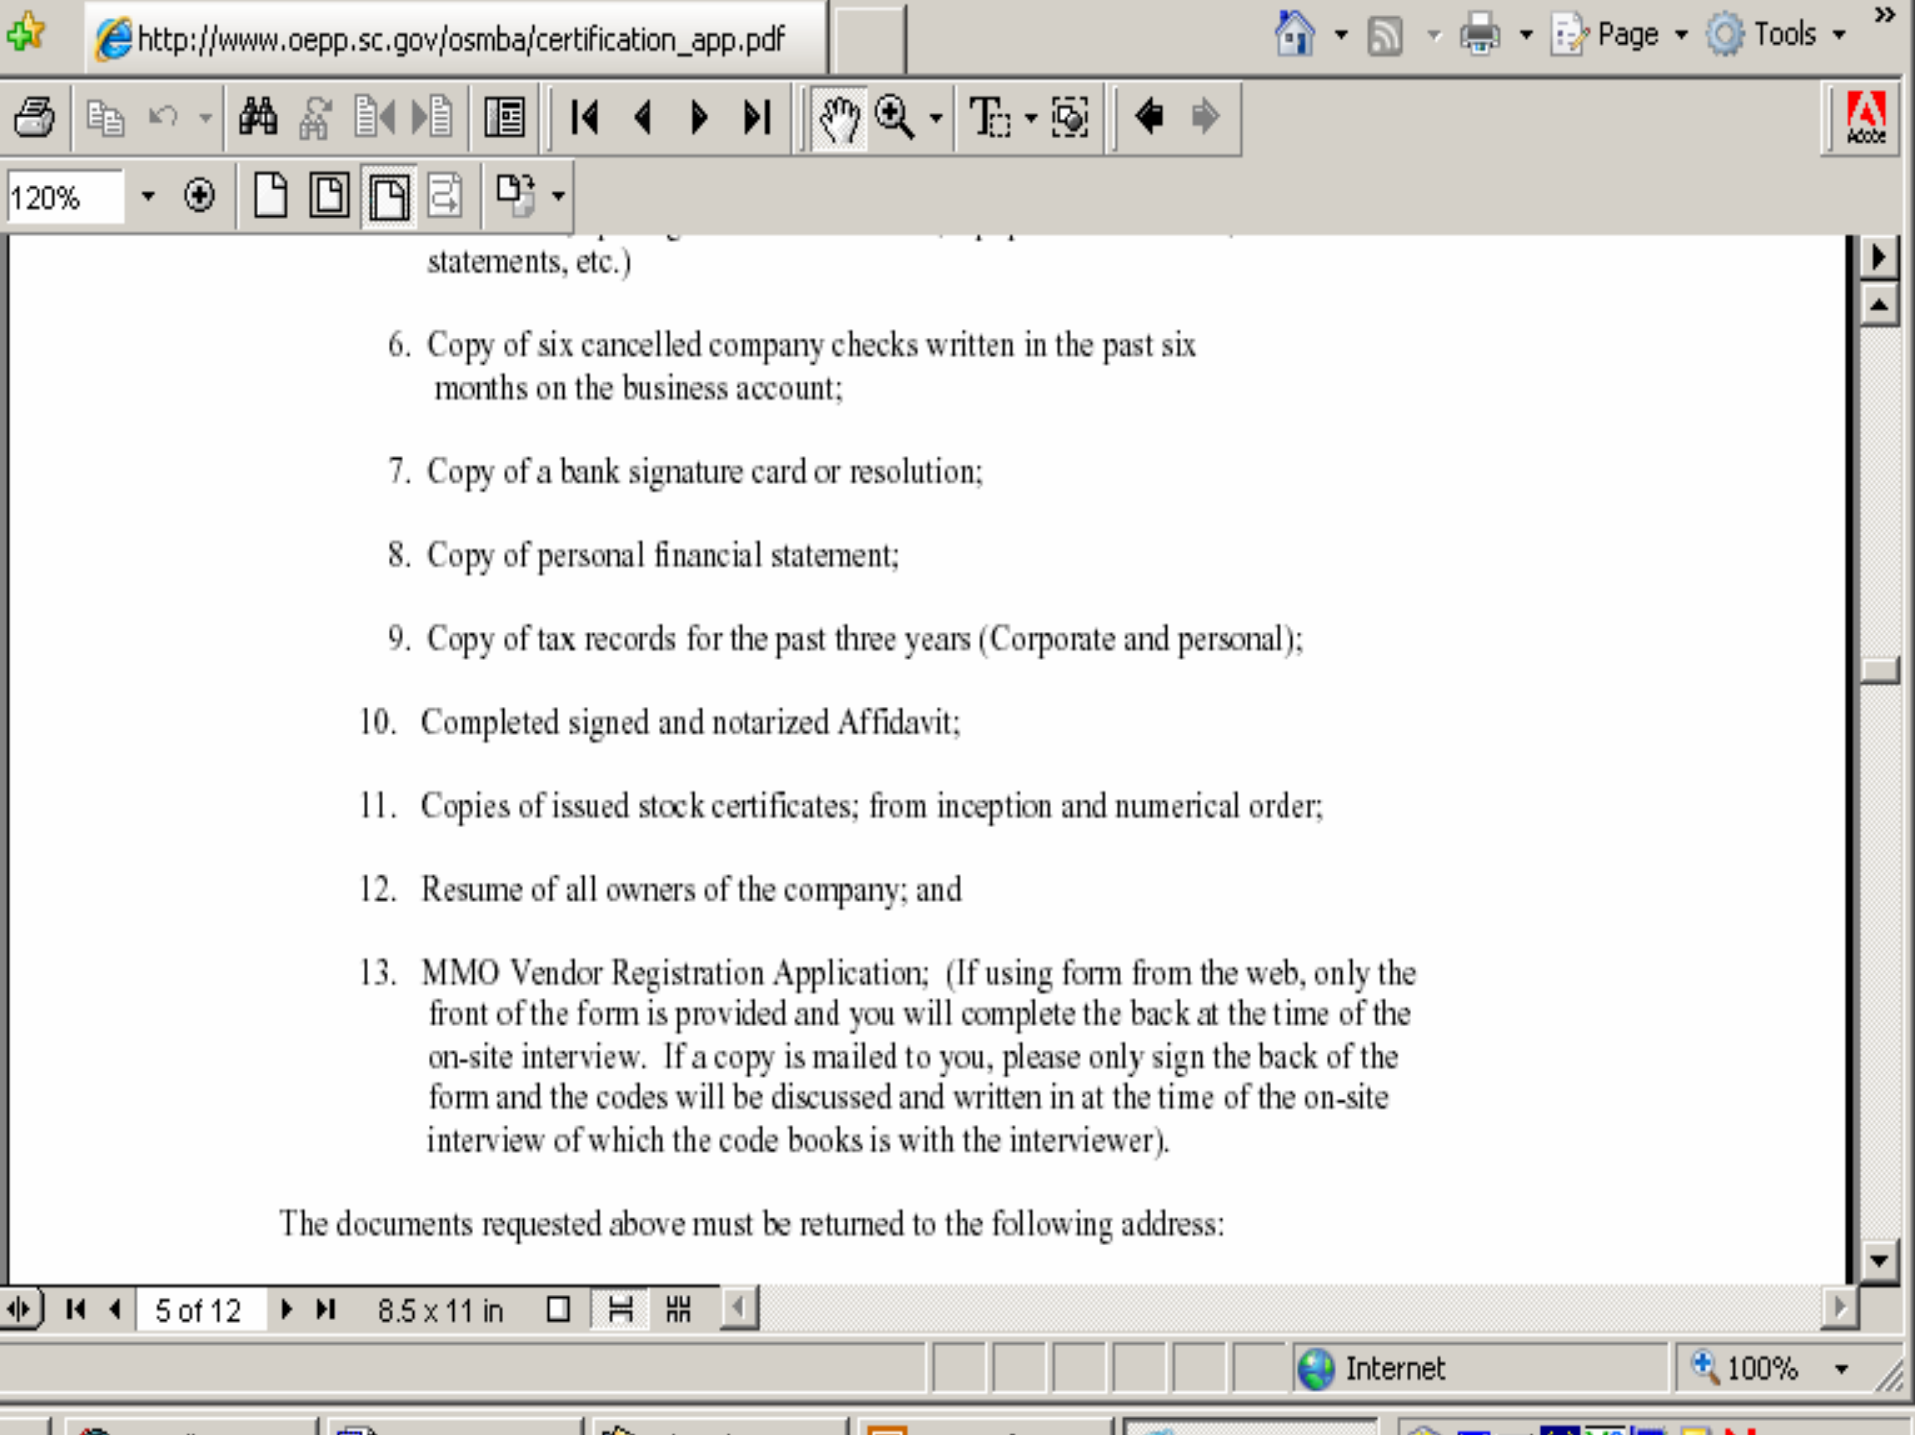 http://www.oepp.sc.gov/osmba/certification_app.pdf
Page
Tools
»
Adobe
120%
statements, etc.)
6. Copy of six cancelled company checks written in the past six
months on the business account;
7. Copy of a bank signature card or resolution;
8. Copy of personal financial statement;
9. Copy of tax records for the past three years (Corporate and personal);
10. Completed signed and notarized Affidavit;
11. Copies of issued stock certificates; from inception and numerical order;
12. Resume of all owners of the company; and
13. MMO Vendor Registration Application; (If using form from the web, only the
front of the form is provided and you will complete the back at the time of the
on-site interview. If a copy is mailed to you, please only sign the back of the
form and the codes will be discussed and written in at the time of the on-site
interview of which the code books is with the interviewer).
The documents requested above must be returned to the following address:
5 of 12
8.5 x 11 in
Internet
100%